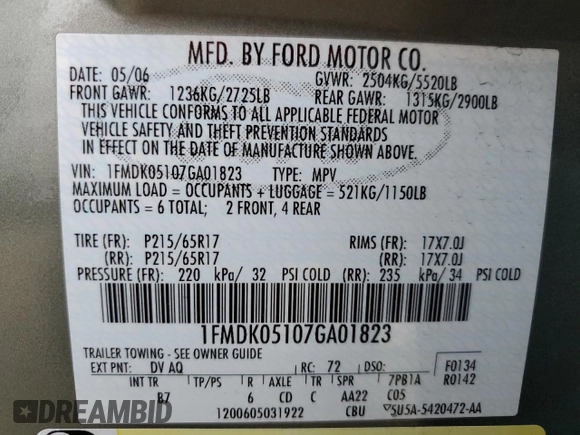 MFD. BY FORD MOTOR CO.
DATE: 05/06 GVWR: 2504KG/5520LB
FRONT GAWR: 1236KG/2725LB REAR GAWR: 1315KG/2900LB
THIS VEHICLE CONFORMS TO ALL APPLICABLE FEDERAL MOTOR
VEHICLE SAFETY AND THEFT PREVENTION STANDARDS
IN EFFECT ON THE DATE OF MANUFACTURE SHOWN ABOVE.
VIN: 1FMDK05107GA01823 TYPE: MPV
MAXIMUM LOAD = OCCUPANTS + LUGGAGE = 521KG/1150LB
OCCUPANTS = 6 TOTAL; 2 FRONT, 4 REAR
TIRE (FR): P215/65R17 RIMS (FR): 17X7.0J
(RR): P215/65R17 (RR): 17X7.0J
PRESSURE (FR): 220 kPa/ 32 PSI COLD (RR): 235 kPa/ 34 PSI COLD
1FMDK05107GA01823
TRAILER TOWING - SEE OWNER GUIDE
EXT PNT: DV AQ RC: 72 DSO: F0134
INT TR TP/PS R AXLE TR SPR 7PB1A R0142
B7 6 CD C AA22 C05
1200605031922 CBU SU5A-5420472-AA
DREAMBID